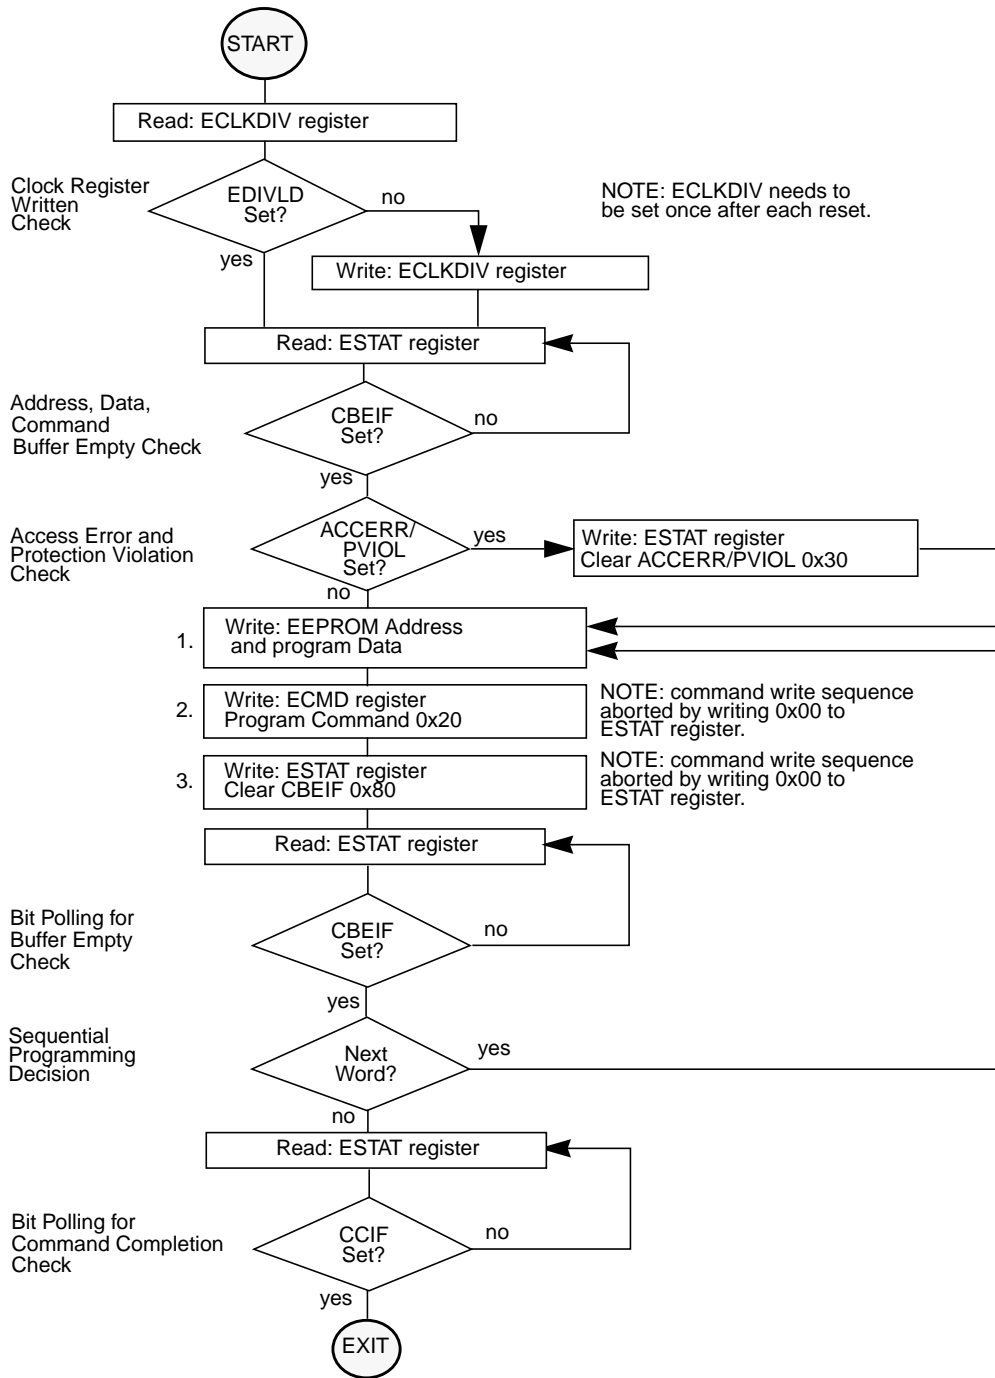 START
Read: ECLKDIV register
Clock Register
Written
Check
EDIVLD
Set?
no
yes
NOTE: ECLKDIV needs to
be set once after each reset.
Write: ECLKDIV register
Read: ESTAT register
Address, Data,
Command
Buffer Empty Check
CBEIF
Set?
no
yes
Access Error and
Protection Violation
Check
ACCERR/
PVIOL
Set?
yes
no
Write: ESTAT register
Clear ACCERR/PVIOL 0x30
1.
Write: EEPROM Address
and program Data
2.
Write: ECMD register
Program Command 0x20
NOTE: command write sequence
aborted by writing 0x00 to
ESTAT register.
3.
Write: ESTAT register
Clear CBEIF 0x80
NOTE: command write sequence
aborted by writing 0x00 to
ESTAT register.
Read: ESTAT register
Bit Polling for
Buffer Empty
Check
CBEIF
Set?
no
yes
Sequential
Programming
Decision
Next
Word?
yes
no
Read: ESTAT register
Bit Polling for
Command Completion
Check
CCIF
Set?
no
yes
EXIT